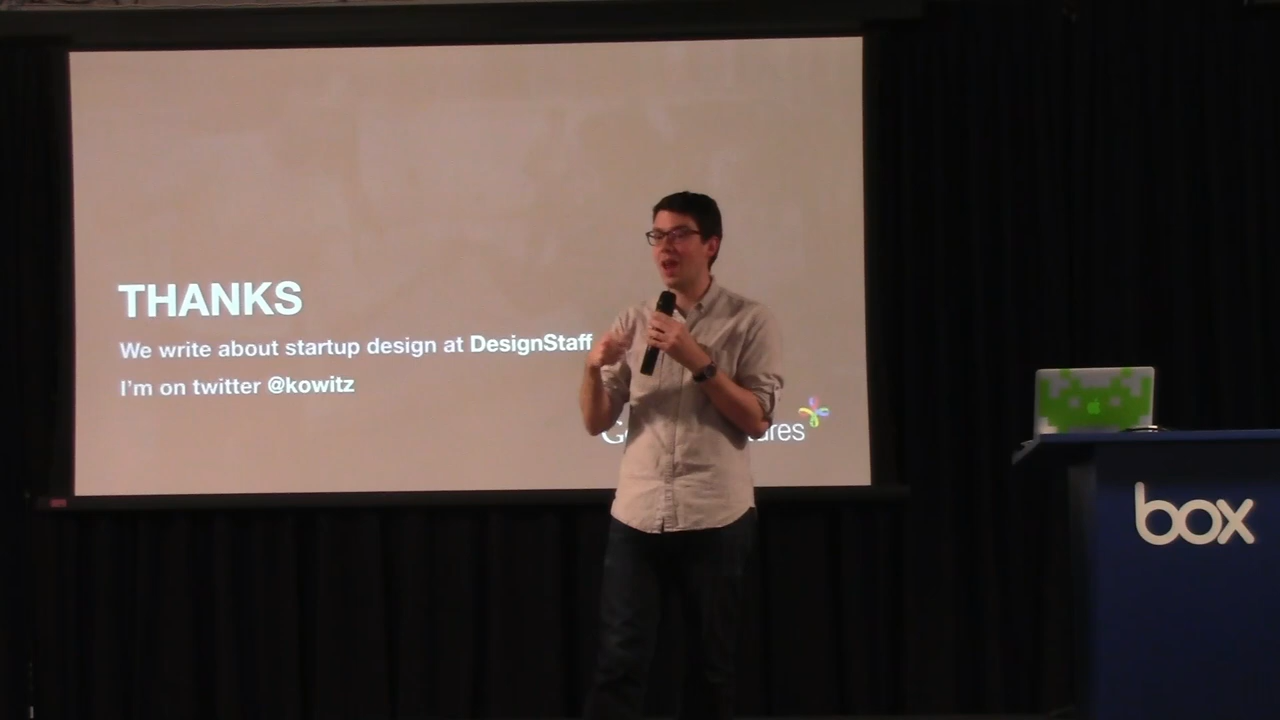 THANKS
We write about startup design at DesignStaff
I'm on twitter @kowitz
box